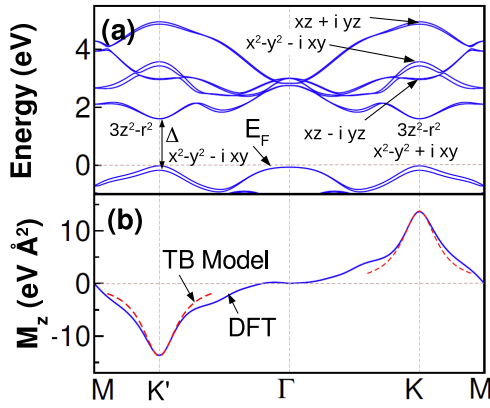 (a)
xz + i yz
x²-y² - i xy
4
2
0
Energy (eV)
3z²-r²
Δ
x²-y² - i xy
E_F
xz - i yz
3z²-r²
x²-y² + i xy
(b)
10
0
-10
M_z (eV Å²)
TB Model
DFT
M K' Γ K M